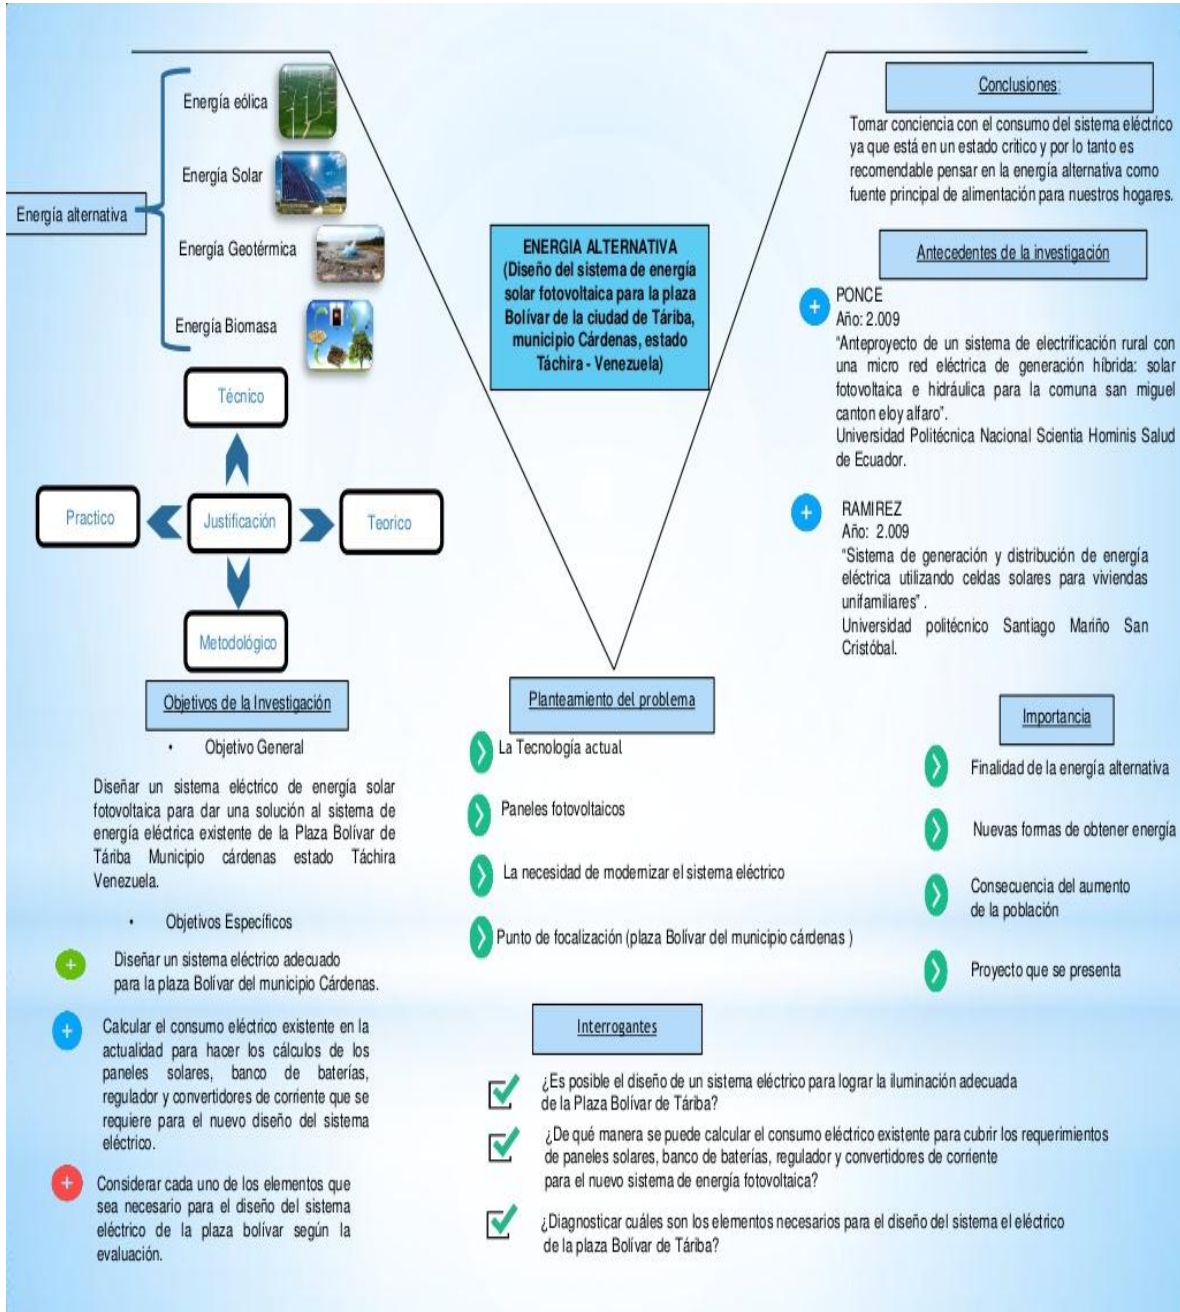 Energía alternativa
Energía eólica
Energía Solar
Energía Geotérmica
Energía Biomasa
Técnico
Practico
Justificación
Teorico
Metodológico
Objetivos de la Investigación
• Objetivo General
Diseñar un sistema eléctrico de energía solar
fotovoltaica para dar una solución al sistema de
energía eléctrica existente de la Plaza Bolívar de
Táriba Municipio cárdenas estado Táchira
Venezuela.
• Objetivos Específicos
Diseñar un sistema eléctrico adecuado
para la plaza Bolívar del municipio Cárdenas.
Calcular el consumo eléctrico existente en la
actualidad para hacer los cálculos de los
paneles solares, banco de baterías,
regulador y convertidores de corriente que se
requiere para el nuevo diseño del sistema
eléctrico.
Considerar cada uno de los elementos que
sea necesario para el diseño del sistema
eléctrico de la plaza bolívar según la
evaluación.
ENERGIA ALTERNATIVA
(Diseño del sistema de energía
solar fotovoltaica para la plaza
Bolívar de la ciudad de Táriba,
municipio Cárdenas, estado
Táchira - Venezuela)
Planteamiento del problema
La Tecnología actual
Paneles fotovoltaicos
La necesidad de modernizar el sistema eléctrico
Punto de focalización (plaza Bolívar del municipio cárdenas )
Interrogantes
¿Es posible el diseño de un sistema eléctrico para lograr la iluminación adecuada
de la Plaza Bolívar de Táriba?
¿De qué manera se puede calcular el consumo eléctrico existente para cubrir los requerimientos
de paneles solares, banco de baterías, regulador y convertidores de corriente
para el nuevo sistema de energía fotovoltaica?
¿Diagnosticar cuáles son los elementos necesarios para el diseño del sistema el eléctrico
de la plaza Bolívar de Táriba?
Conclusiones:
Tomar conciencia con el consumo del sistema eléctrico
ya que está en un estado critico y por lo tanto es
recomendable pensar en la energía alternativa como
fuente principal de alimentación para nuestros hogares.
Antecedentes de la investigación
PONCE
Año: 2.009
“Anteproyecto de un sistema de electrificación rural con
una micro red eléctrica de generación híbrida: solar
fotovoltaica e hidráulica para la comuna san miguel
canton eloy alfaro”.
Universidad Politécnica Nacional Scientia Hominis Salud
de Ecuador.
RAMIREZ
Año: 2.009
“Sistema de generación y distribución de energía
eléctrica utilizando celdas solares para viviendas
unifamiliares” .
Universidad politécnico Santiago Mariño San
Cristóbal.
Importancia
Finalidad de la energía alternativa
Nuevas formas de obtener energía
Consecuencia del aumento
de la población
Proyecto que se presenta